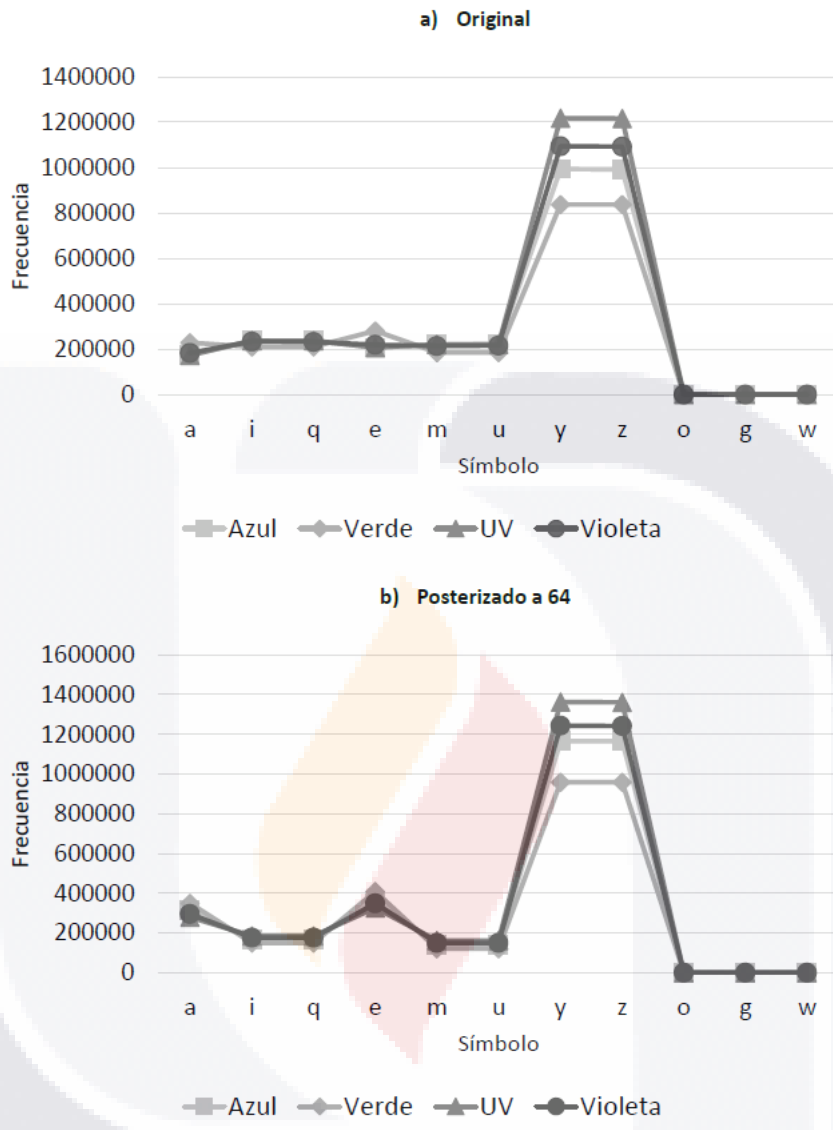 a) Original
1400000
1200000
1000000
800000
600000
400000
200000
0
Frecuencia
a i q e m u y z o g w
Símbolo
Azul Verde UV Violeta
b) Posterizado a 64
1600000
1400000
1200000
1000000
800000
600000
400000
200000
0
Frecuencia
a i q e m u y z o g w
Símbolo
Azul Verde UV Violeta